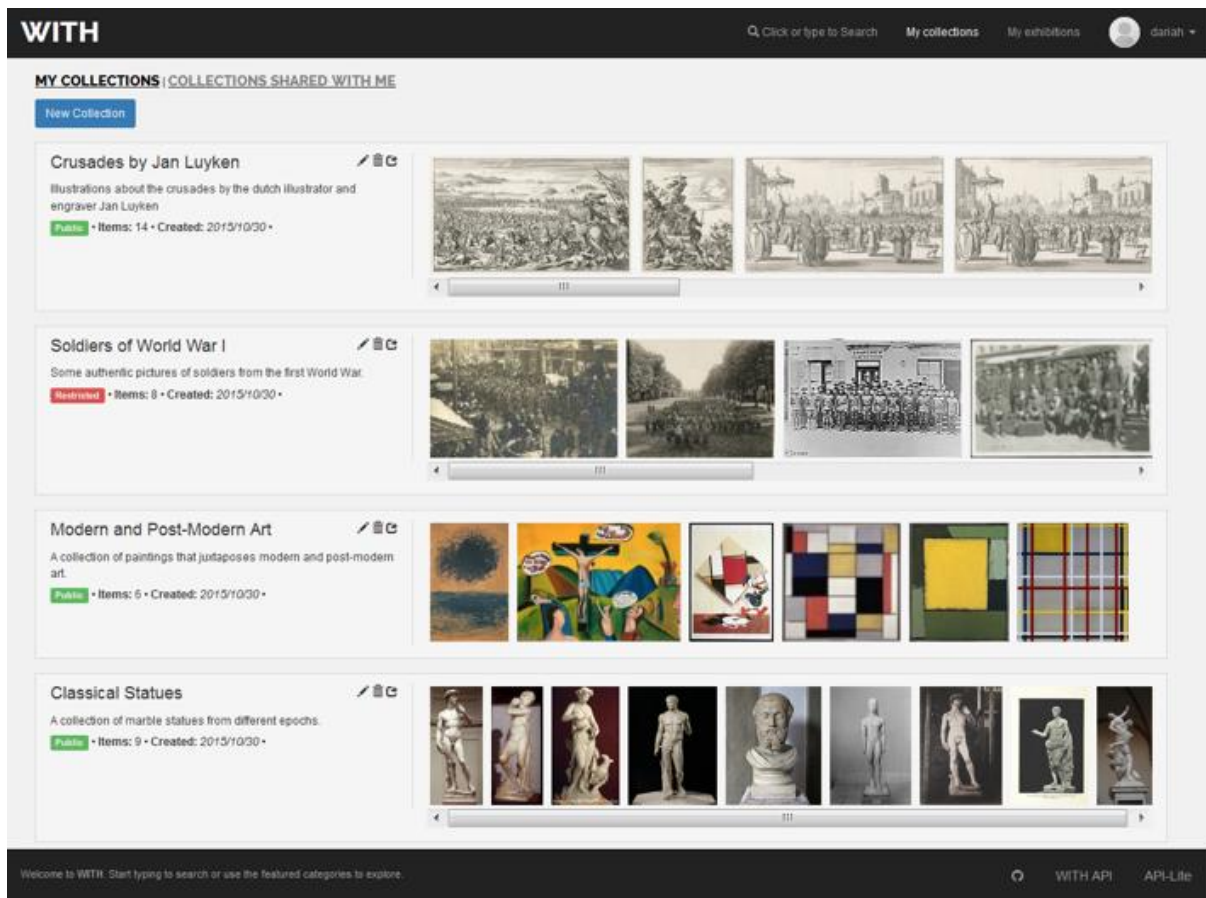 WITH
Click or type to Search My collections My exhibitions dariah
MY COLLECTIONS | COLLECTIONS SHARED WITH ME
New Collection
Crusades by Jan Luyken
Illustrations about the crusades by the dutch illustrator and
engraver Jan Luyken
Public • Items: 14 • Created: 2015/10/30 •
Soldiers of World War I
Some authentic pictures of soldiers from the first World War.
Restricted • Items: 8 • Created: 2015/10/30 •
Modern and Post-Modern Art
A collection of paintings that juxtaposes modern and post-modern
art.
Public • Items: 6 • Created: 2015/10/30 •
Classical Statues
A collection of marble statues from different epochs.
Public • Items: 9 • Created: 2015/10/30 •
Welcome to WITH. Start typing to search or use the featured categories to explore.
WITH API API-Lite